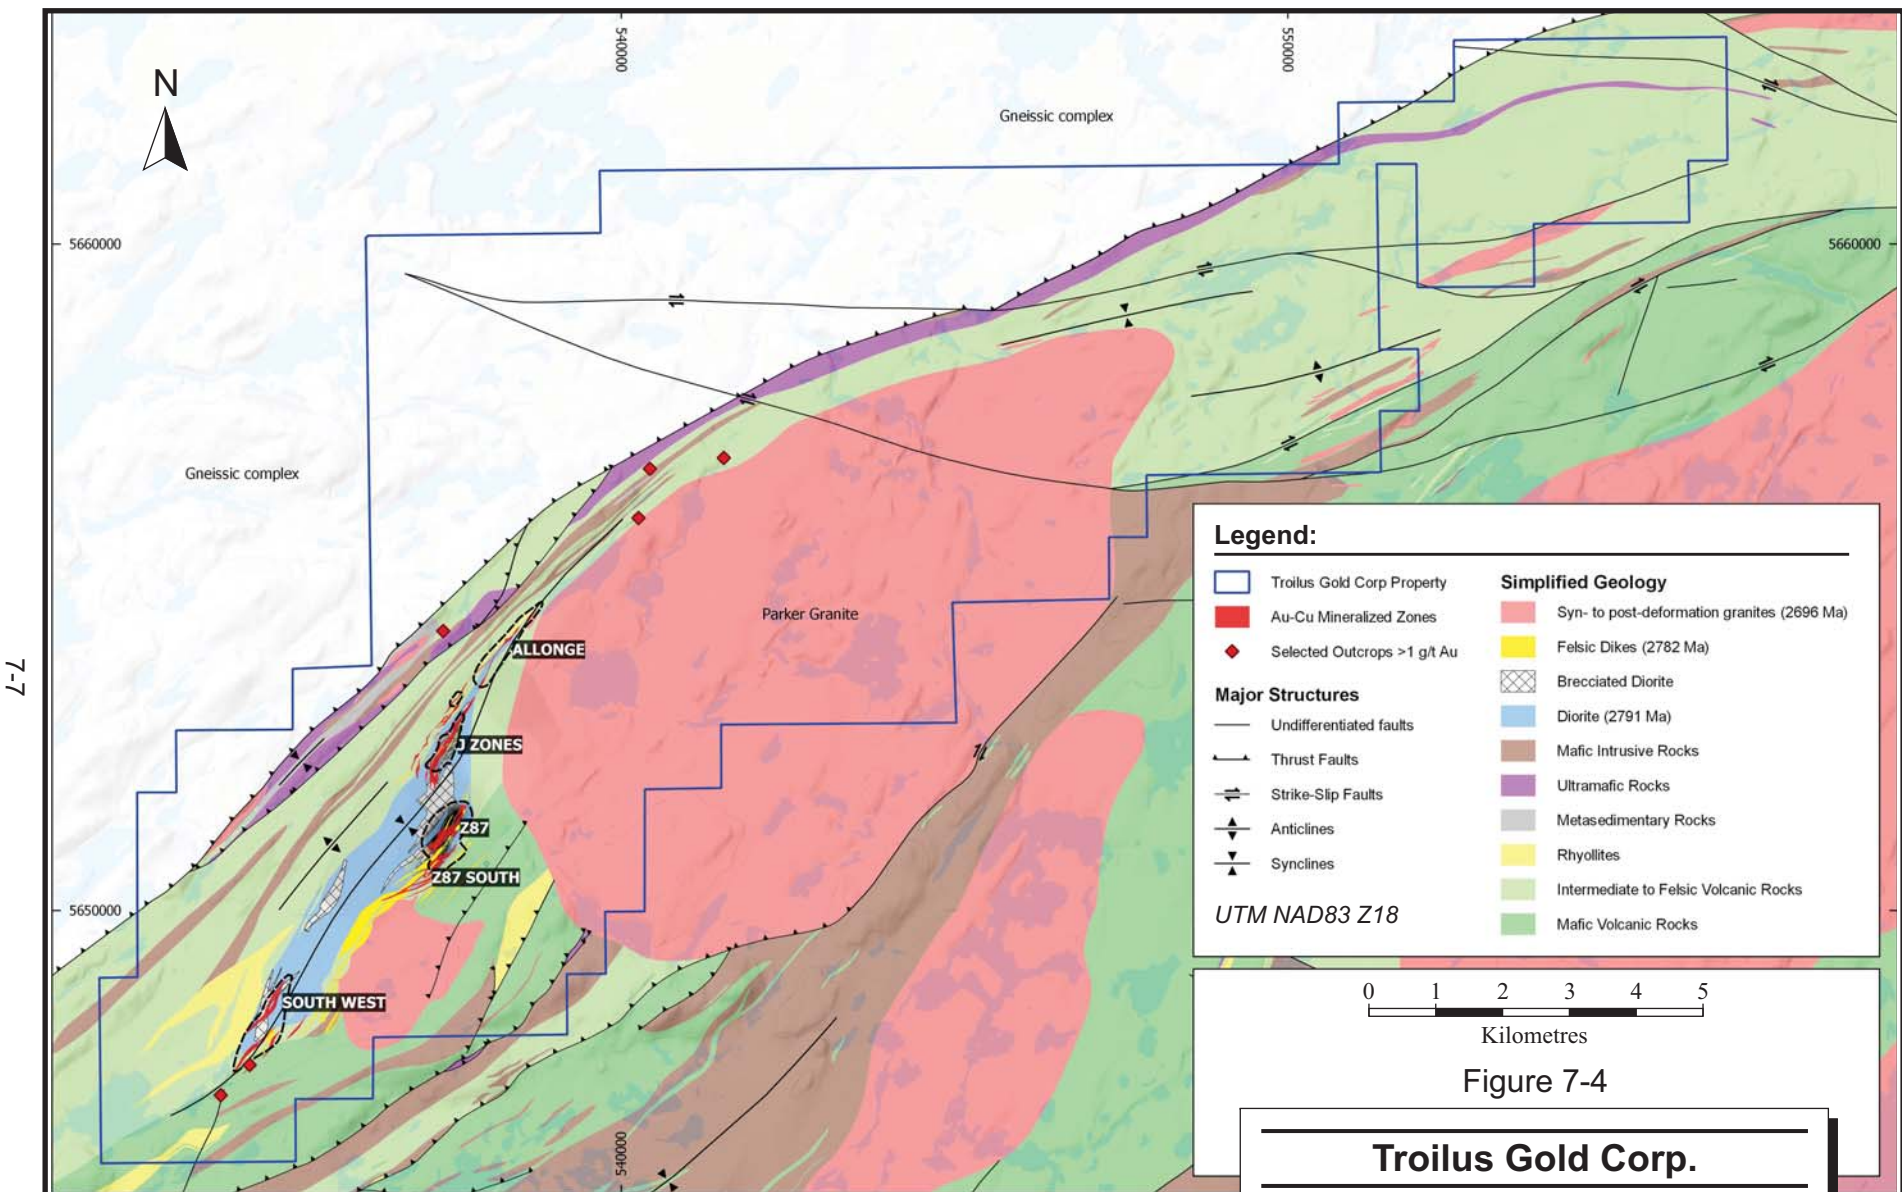 540000
550000
N
Gneissic complex
5660000
5660000
Gneissic complex
7-7
Parker Granite
ALLONGE
J ZONES
Z87
Z87 SOUTH
5650000
SOUTH WEST
540000
Legend:
Troilus Gold Corp Property
Au-Cu Mineralized Zones
Selected Outcrops >1 g/t Au
Major Structures
Undifferentiated faults
Thrust Faults
Strike-Slip Faults
Anticlines
Synclines
UTM NAD83 Z18
Simplified Geology
Syn- to post-deformation granites (2696 Ma)
Felsic Dikes (2782 Ma)
Brecciated Diorite
Diorite (2791 Ma)
Mafic Intrusive Rocks
Ultramafic Rocks
Metasedimentary Rocks
Rhyollites
Intermediate to Felsic Volcanic Rocks
Mafic Volcanic Rocks
0 1 2 3 4 5
Kilometres
Figure 7-4
Troilus Gold Corp.